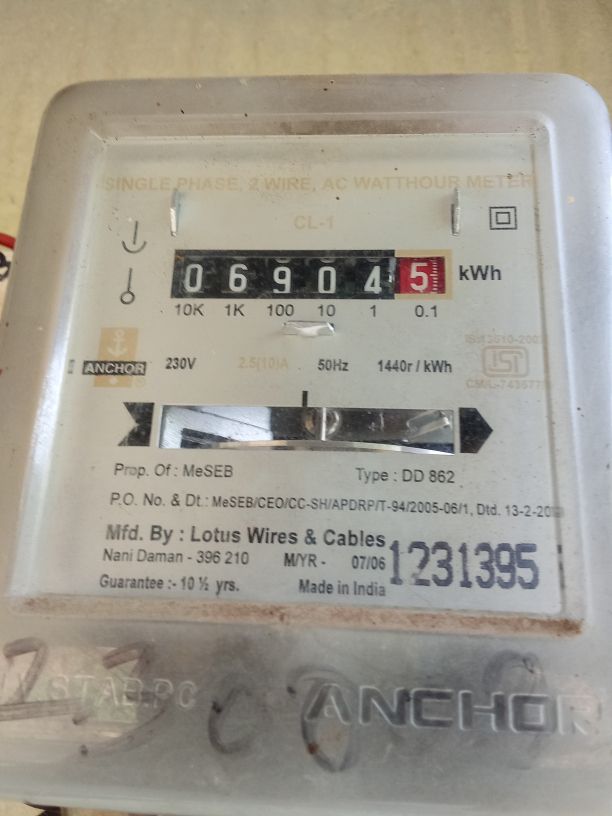 SINGLE PHASE, 2 WIRE, AC WATTHOUR METER
CL-1
0 6 9 0 4 5 kWh
10K 1K 100 10 1 0.1
ANCHOR 230V 2.5(10)A 50Hz 1440r / kWh
ISI
Prop. Of : MeSEB Type : DD 862
P.O. No. & Dt.: MeSEB/CEO/CC-SH/APDRP/T-94/2005-06/1, Dtd.
Mfd. By : Lotus Wires & Cables
Nani Daman - 396 210 M/YR - 07/06 1231395
Guarantee :- 10 ½ yrs. Made in India
ANCHOR